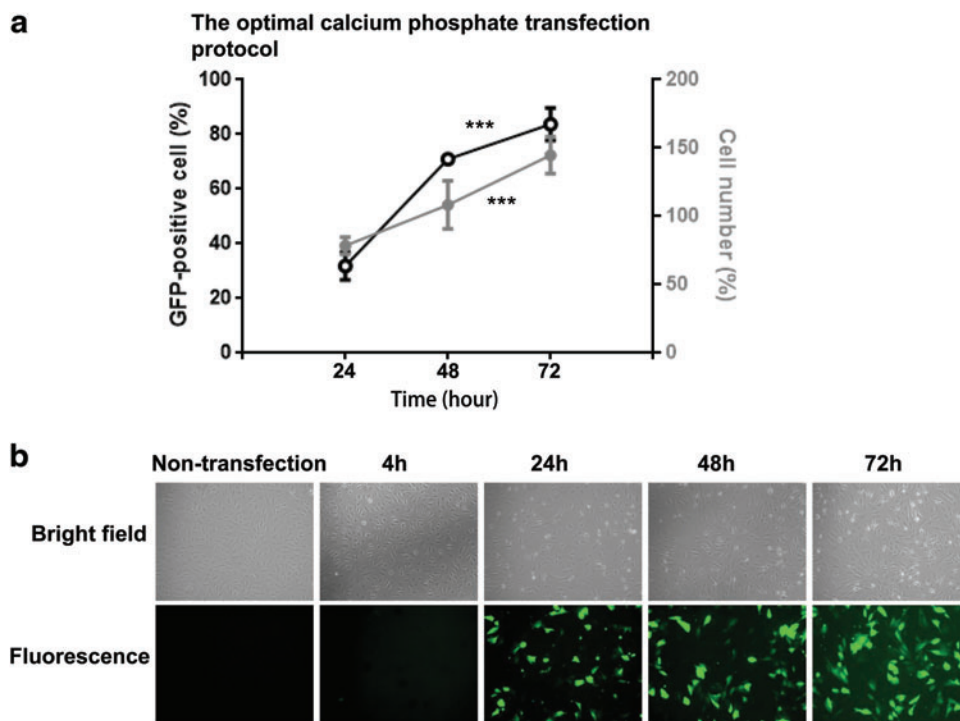 a
The optimal calcium phosphate transfection
protocol
GFP-positive cell (%)
100
80
60
40
20
0
***
***
200
150
100
50
0
Cell number (%)
24
48
72
Time (hour)
b
Non-transfection
4h
24h
48h
72h
Bright field
Fluorescence